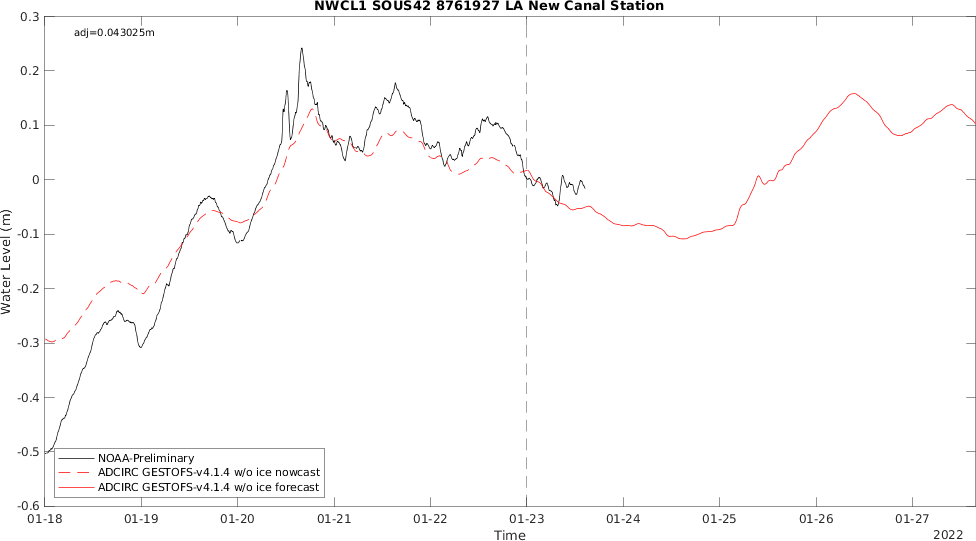 NWCL1 SOUS42 8761927 LA New Canal Station
adj=0.043025m
0.3
0.2
0.1
0
-0.1
-0.2
-0.3
-0.4
-0.5
-0.6
Water Level (m)
NOAA-Preliminary
ADCIRC GESTOFS-v4.1.4 w/o ice nowcast
ADCIRC GESTOFS-v4.1.4 w/o ice forecast
01-18 01-19 01-20 01-21 01-22 01-23 01-24 01-25 01-26 01-27
Time
2022